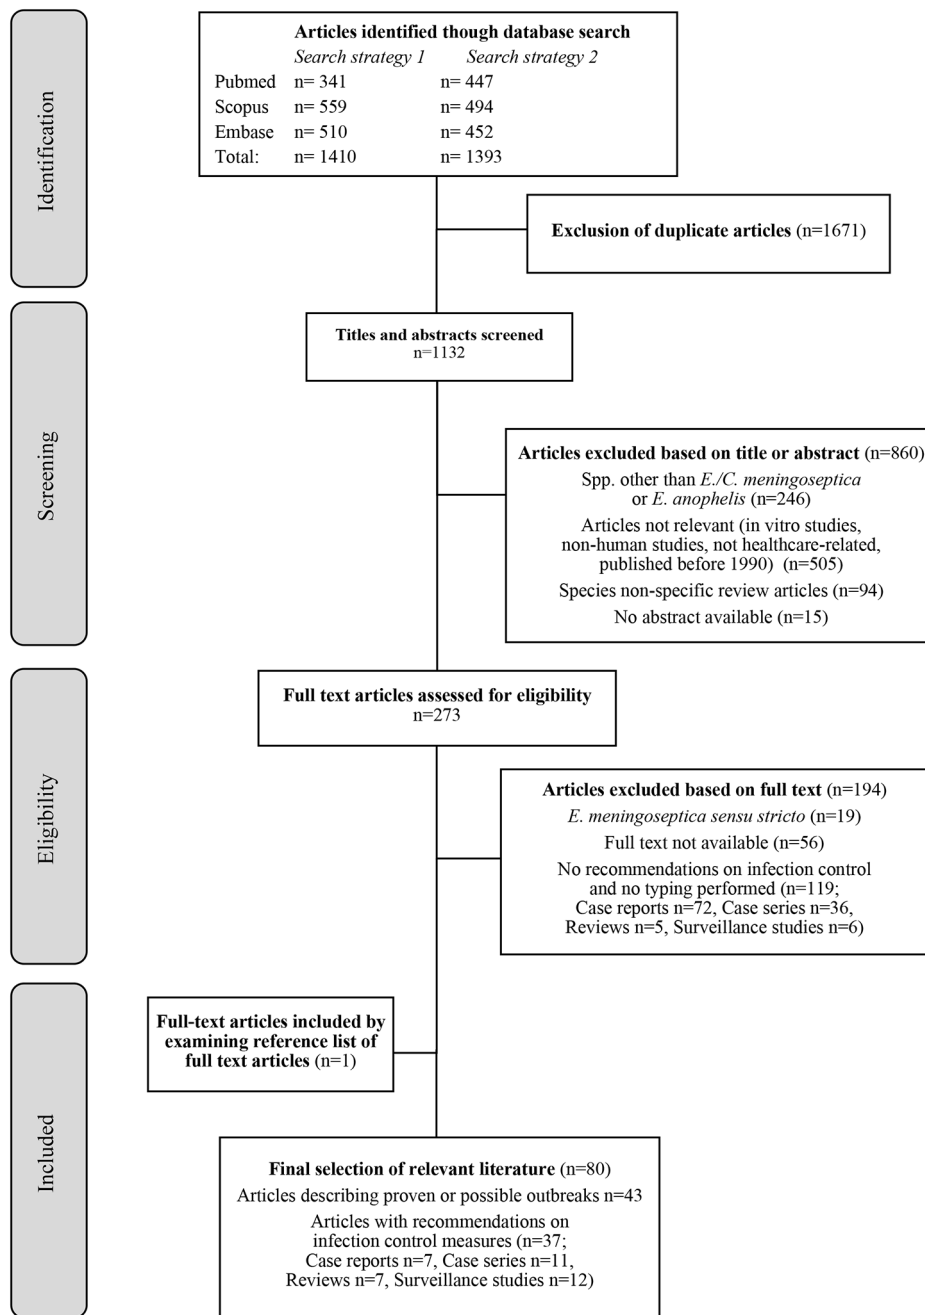 Identification
Articles identified though database search
Search strategy 1 Search strategy 2
Pubmed n= 341 n= 447
Scopus n= 559 n= 494
Embase n= 510 n= 452
Total: n= 1410 n= 1393
Exclusion of duplicate articles (n=1671)
Screening
Titles and abstracts screened
n=1132
Articles excluded based on title or abstract (n=860)
Spp. other than E./C. meningoseptica
or E. anophelis (n=246)
Articles not relevant (in vitro studies,
non-human studies, not healthcare-related,
published before 1990) (n=505)
Species non-specific review articles (n=94)
No abstract available (n=15)
Eligibility
Full text articles assessed for eligibility
n=273
Articles excluded based on full text (n=194)
E. meningoseptica sensu stricto (n=19)
Full text not available (n=56)
No recommendations on infection control
and no typing performed (n=119;
Case reports n=72, Case series n=36,
Reviews n=5, Surveillance studies n=6)
Included
Full-text articles included by
examining reference list of
full text articles (n=1)
Final selection of relevant literature (n=80)
Articles describing proven or possible outbreaks n=43
Articles with recommendations on
infection control measures (n=37;
Case reports n=7, Case series n=11,
Reviews n=7, Surveillance studies n=12)